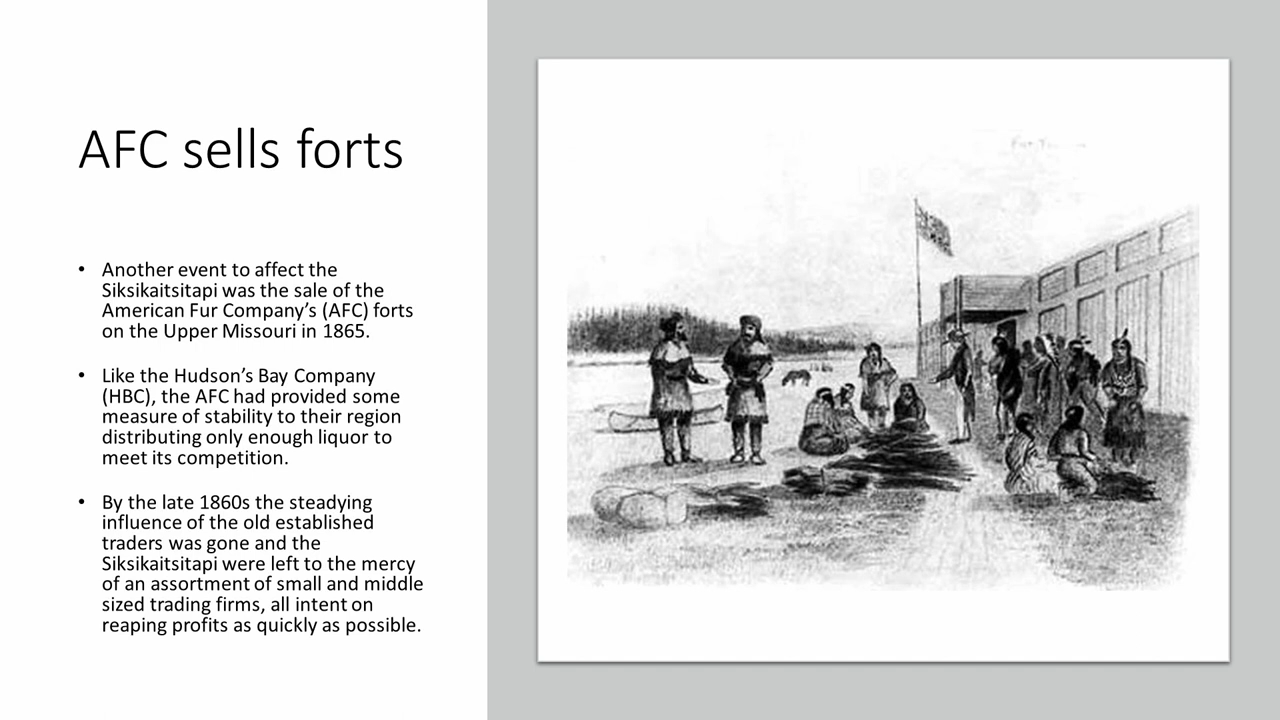 AFC sells forts
• Another event to affect the
Siksikaitsitapi was the sale of the
American Fur Company’s (AFC) forts
on the Upper Missouri in 1865.
• Like the Hudson’s Bay Company
(HBC), the AFC had provided some
measure of stability to their region
distributing only enough liquor to
meet its competition.
• By the late 1860s the steadying
influence of the old established
traders was gone and the
Siksikaitsitapi were left to the mercy
of an assortment of small and middle
sized trading firms, all intent on
reaping profits as quickly as possible.